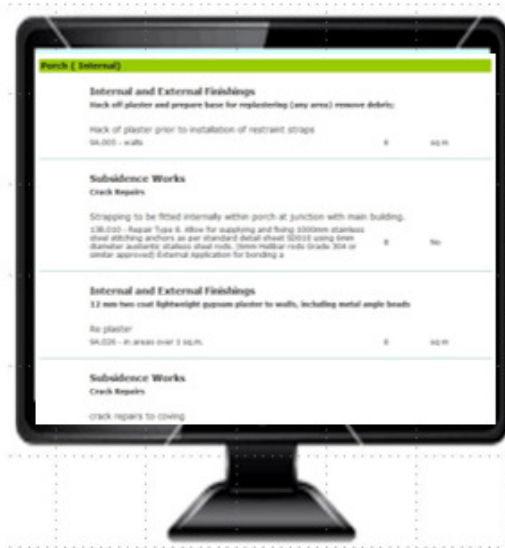 Porch ( Internal)
Internal and External Finishings
Hack off plaster and prepare base for replastering (any area) remove debris;
Hack of plaster prior to installation of restraint straps
9A.005 - walls 6 sq m
Subsidence Works
Crack Repairs
Strapping to be fitted internally within porch at junction with main building.
13B.010 - Repair Type 8. Allow for supplying and fixing 1000mm stainless
steel stitching anchors as per standard detail sheet SD010 using 6mm
diameter austentic stailess steel rods. (6mm Helibar rods Grade 304 or
similar approved) External Application for bonding a
No
Internal and External Finishings
12 mm two coat lightweight gypsum plaster to walls, including metal angle beads
Re plaster
9A.026 - in areas over 1 sq.m. 6 sq m
Subsidence Works
Crack Repairs
crack repairs to coving